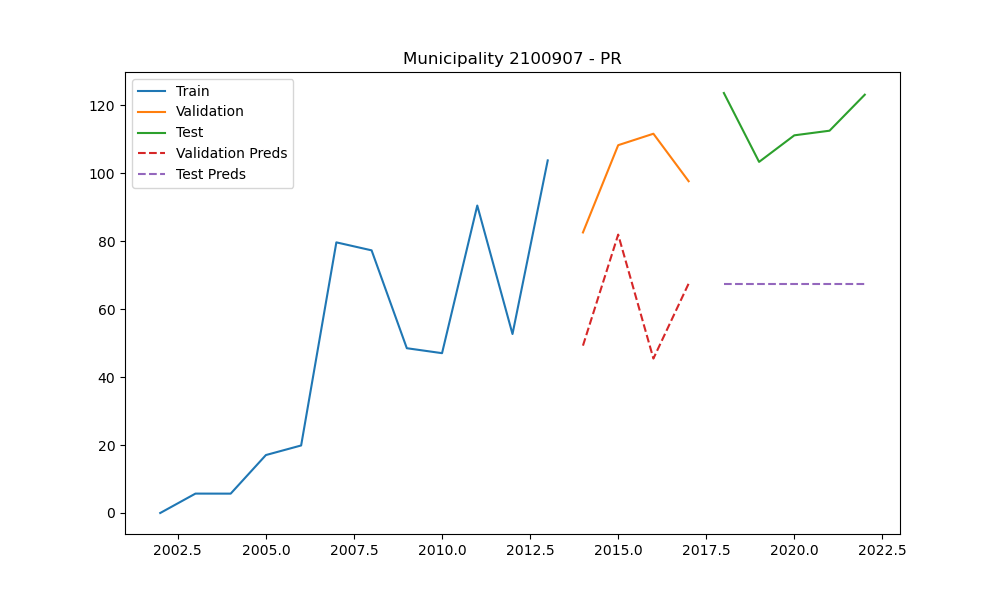 Municipality 2100907 - PR
Train
Validation
Test
Validation Preds
Test Preds
120
100
80
60
40
20
0
2002.5 2005.0 2007.5 2010.0 2012.5 2015.0 2017.5 2020.0 2022.5